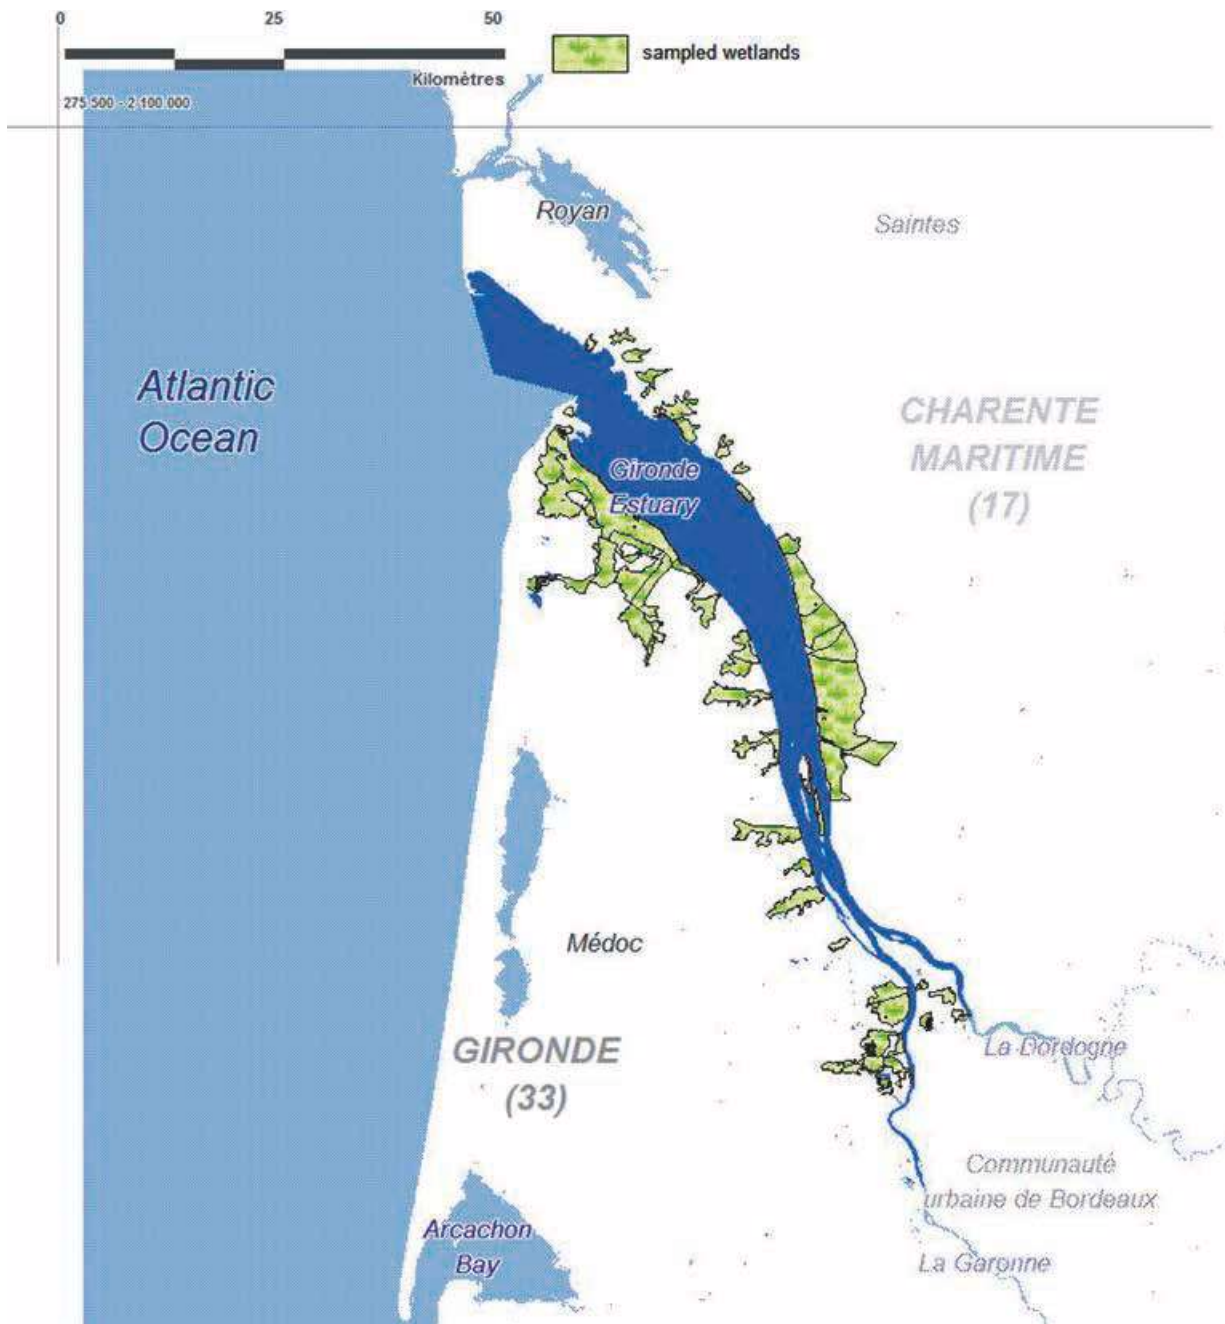 0 25 50
sampled wetlands
Kilomètres
275 500 - 2 100 000
Royan
Saintes
Atlantic
Ocean
CHARENTE
MARITIME
(17)
Gironde
Estuary
Médoc
GIRONDE
(33)
La Dordogne
Communauté
urbaine de Bordeaux
Arcachon
Bay
La Garonne